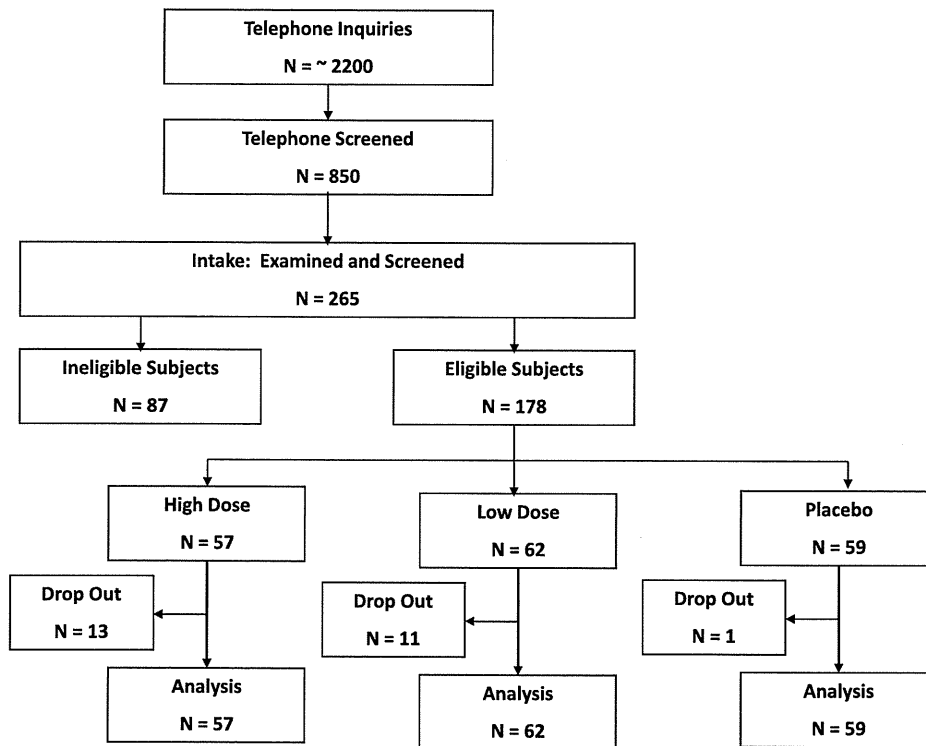 Telephone Inquiries
N = ~ 2200
Telephone Screened
N = 850
Intake: Examined and Screened
N = 265
Ineligible Subjects
N = 87
Eligible Subjects
N = 178
High Dose
N = 57
Low Dose
N = 62
Placebo
N = 59
Drop Out
N = 13
Drop Out
N = 11
Drop Out
N = 1
Analysis
N = 57
Analysis
N = 62
Analysis
N = 59